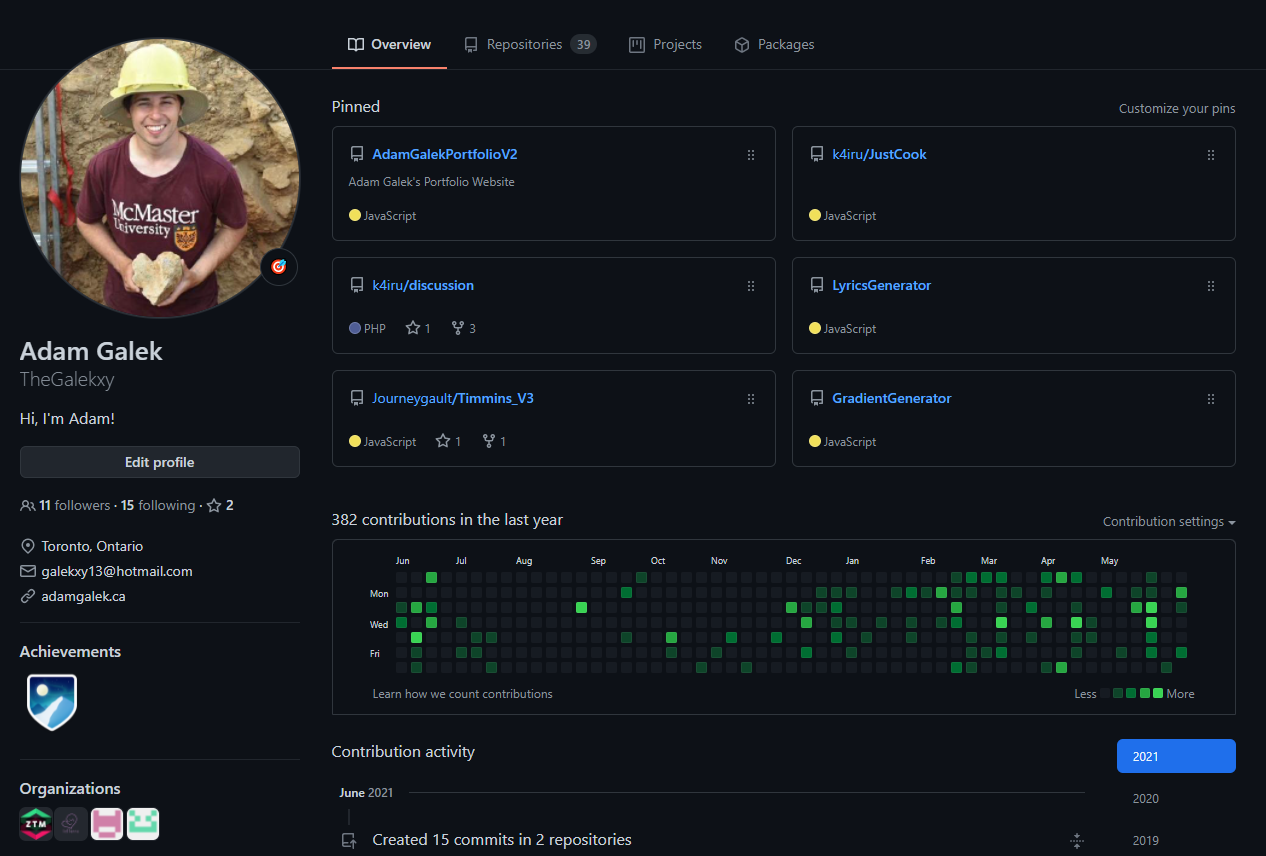 Overview
Repositories 39
Projects
Packages
McMaster
University
Adam Galek
TheGalekxy
Hi, I'm Adam!
Edit profile
11 followers · 15 following · 2
Toronto, Ontario
galekxy13@hotmail.com
adamgalek.ca
Achievements
Organizations
ZTM
Pinned
Customize your pins
AdamGalekPortfolioV2
Adam Galek's Portfolio Website
JavaScript
k4iru/JustCook
JavaScript
k4iru/discussion
PHP 1 3
LyricsGenerator
JavaScript
Journeygault/Timmins_V3
JavaScript 1 1
GradientGenerator
JavaScript
382 contributions in the last year
Contribution settings
Jun Jul Aug Sep Oct Nov Dec Jan Feb Mar Apr May
Mon
Wed
Fri
Learn how we count contributions
Less More
Contribution activity
2021
2020
2019
June 2021
Created 15 commits in 2 repositories